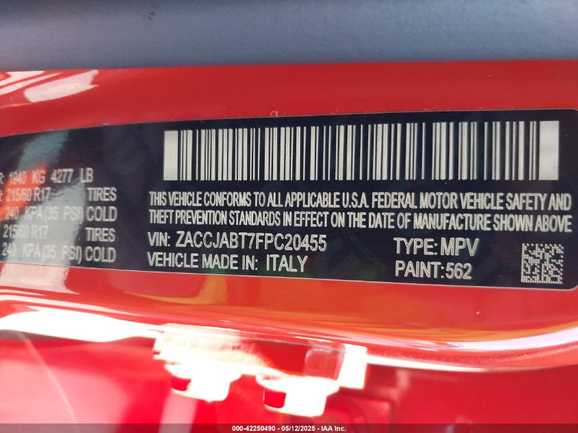 1940 KG 4277 LB
215/60 R17 TIRES
240 KPA(35 PSI) COLD
215/60 R17 TIRES
240 KPA(35 PSI) COLD
THIS VEHICLE CONFORMS TO ALL APPLICABLE U.S.A. FEDERAL MOTOR VEHICLE SAFETY AND
THEFT PREVENTION STANDARDS IN EFFECT ON THE DATE OF MANUFACTURE SHOWN ABOVE
VIN: ZACCJABT7FPC20455 TYPE: MPV
VEHICLE MADE IN: ITALY PAINT: 562
000-42250490 - 05/12/2025 - IAA Inc.